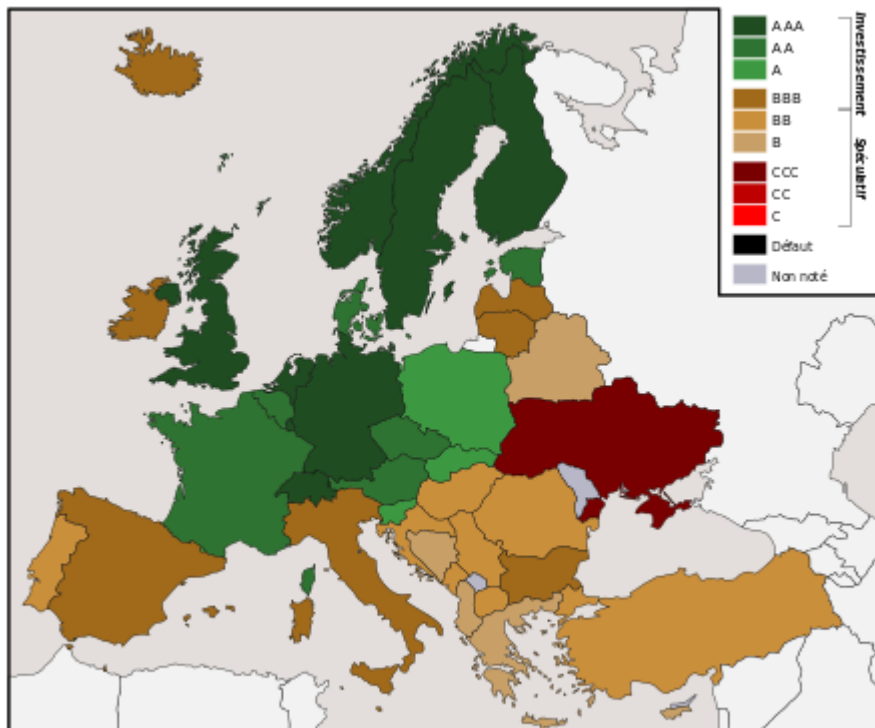 AAA
AA
A
BBB
BB
B
CCC
CC
C
Défaut
Non noté
Investissement
Spéculatif